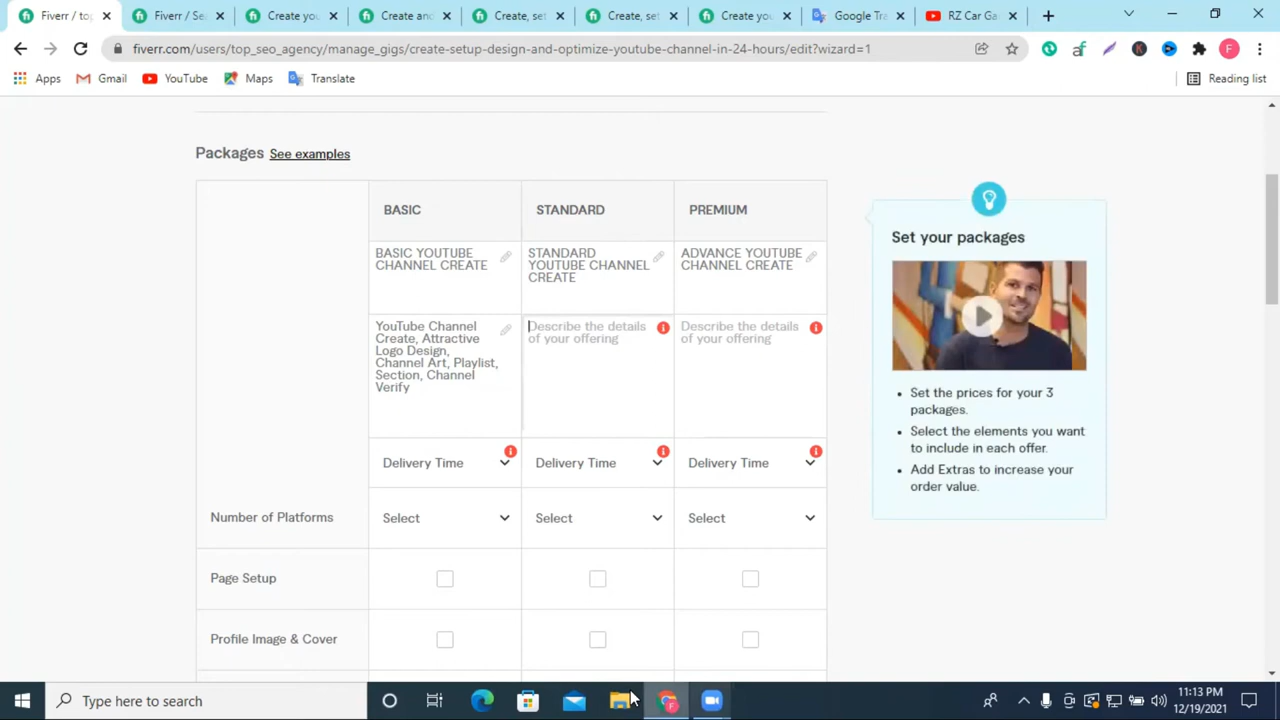 Fiverr / top
Fiverr / Se
Create you
Create and
Create, set
Create, set
Create you
Google Tra
RZ Car Ga
fiverr.com/users/top_seo_agency/manage_gigs/create-setup-design-and-optimize-youtube-channel-in-24-hours/edit?wizard=1
Apps
Gmail
YouTube
Maps
Translate
Reading list
Packages See examples
BASIC
STANDARD
PREMIUM
BASIC YOUTUBE
CHANNEL CREATE
STANDARD
YOUTUBE CHANNEL
CREATE
ADVANCE YOUTUBE
CHANNEL CREATE
YouTube Channel
Create, Attractive
Logo Design,
Channel Art, Playlist,
Section, Channel
Verify
Describe the details
of your offering
Describe the details
of your offering
Delivery Time
Delivery Time
Delivery Time
Number of Platforms
Select
Select
Select
Page Setup
Profile Image & Cover
Set your packages
• Set the prices for your 3
packages.
• Select the elements you want
to include in each offer.
• Add Extras to increase your
order value.
Type here to search
11:13 PM
12/19/2021